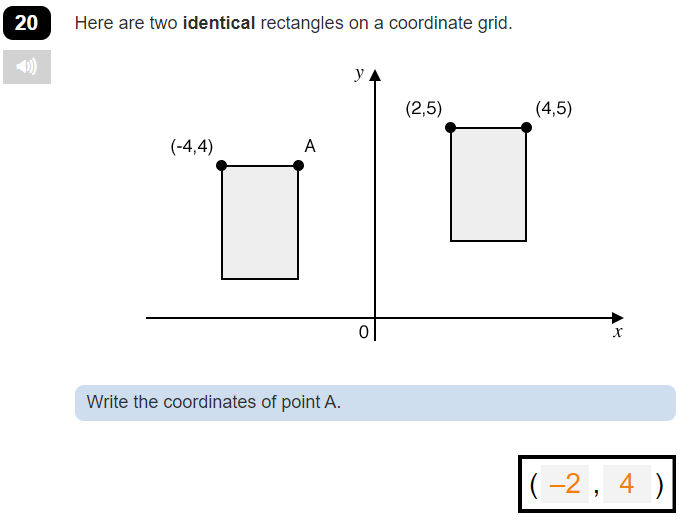 20
Here are two identical rectangles on a coordinate grid.
y
(2,5)
(4,5)
(-4,4)
A
0
x
Write the coordinates of point A.
( –2 , 4 )